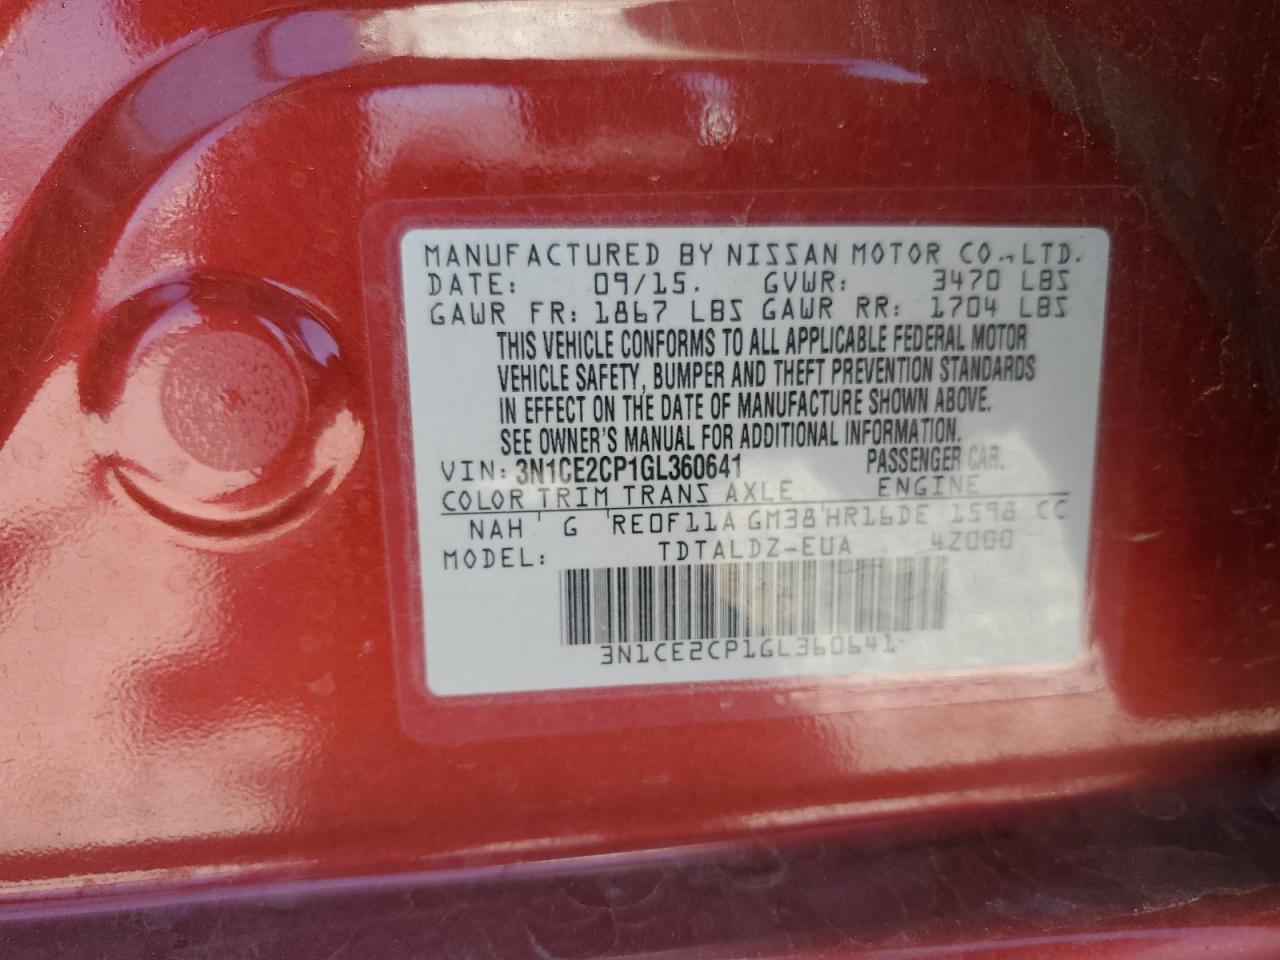 MANUFACTURED BY NISSAN MOTOR CO., LTD.
DATE: 09/15. GVWR: 3470 LBS
GAWR FR: 1867 LBS GAWR RR: 1704 LBS
THIS VEHICLE CONFORMS TO ALL APPLICABLE FEDERAL MOTOR
VEHICLE SAFETY, BUMPER AND THEFT PREVENTION STANDARDS
IN EFFECT ON THE DATE OF MANUFACTURE SHOWN ABOVE.
SEE OWNER'S MANUAL FOR ADDITIONAL INFORMATION.
VIN: 3N1CE2CP1GL360641 PASSENGER CAR.
COLOR TRIM TRANS AXLE ENGINE
NAH G RE0F11A GM38 HR16DE 1598 CC
MODEL: TDTALDZ-EUA 4Z000
3N1CE2CP1GL360641